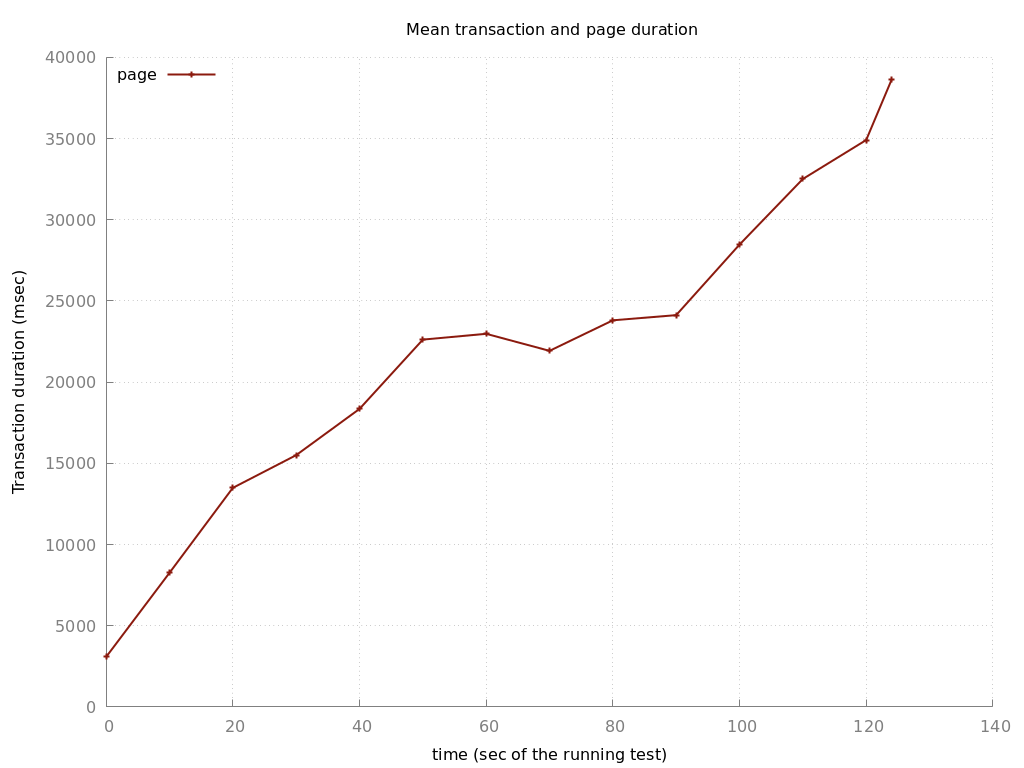 Mean transaction and page duration
page
40000
35000
30000
25000
20000
15000
10000
5000
0
Transaction duration (msec)
0 20 40 60 80 100 120 140
time (sec of the running test)